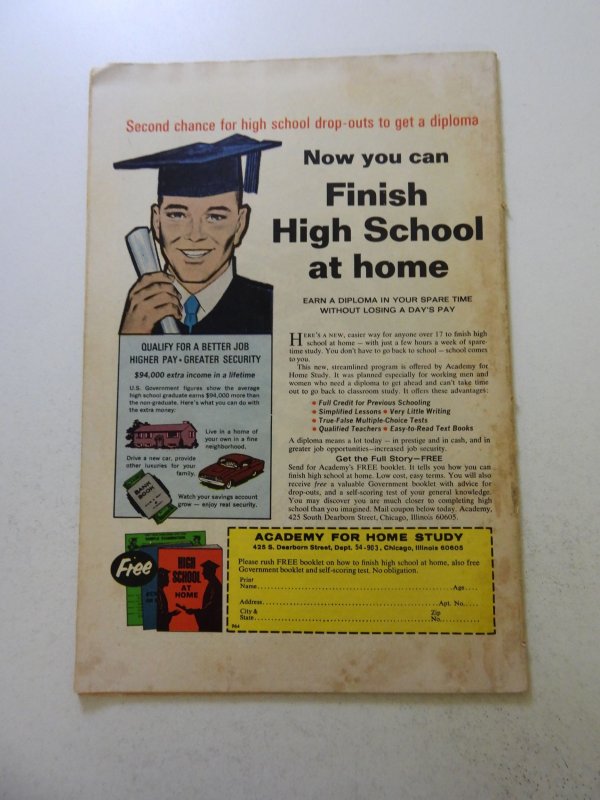 Second chance for high school drop-outs to get a diploma
Now you can
Finish
High School
at home
EARN A DIPLOMA IN YOUR SPARE TIME
WITHOUT LOSING A DAY'S PAY
QUALIFY FOR A BETTER JOB
HIGHER PAY • GREATER SECURITY
$94,000 extra income in a lifetime
U.S. Government figures show the average
high school graduate earns $94,000 more than
the non-graduate. Here's what you can do with
the extra money:
Live in a home of
your own in a fine
neighborhood.
Drive a new car, provide
other luxuries for your
family.
BANK
BOOK
Watch your savings account
grow — enjoy real security.
HERE'S A NEW, easier way for anyone over 17 to finish high
school at home — with just a few hours a week of spare-
time study. You don't have to go back to school — school comes
to you.
This new, streamlined program is offered by Academy for
Home Study. It was planned especially for working men and
women who need a diploma to get ahead and can't take time
out to go back to classroom study. It offers these advantages:
• Full Credit for Previous Schooling
• Simplified Lessons • Very Little Writing
• True-False Multiple-Choice Tests
• Qualified Teachers • Easy-to-Read Text Books
A diploma means a lot today — in prestige and in cash, and in
greater job opportunities—increased job security.
Get the Full Story—FREE
Send for Academy's FREE booklet. It tells you how you can
finish high school at home. Low cost, easy terms. You will also
receive free a valuable Government booklet with advice for
drop-outs, and a self-scoring test of your general knowledge.
You may discover you are much closer to completing high
school than you imagined. Mail coupon below today. Academy,
425 South Dearborn Street, Chicago, Illinois 60605.
Free
HIGH
SCHOOL
AT
HOME
ACADEMY FOR HOME STUDY
425 S. Dearborn Street, Dept. 54-903, Chicago, Illinois 60605
Please rush FREE booklet on how to finish high school at home, also free
Government booklet and self-scoring test. No obligation.
Print
Name Age
Address Apt. No.
City & Zip
State No.